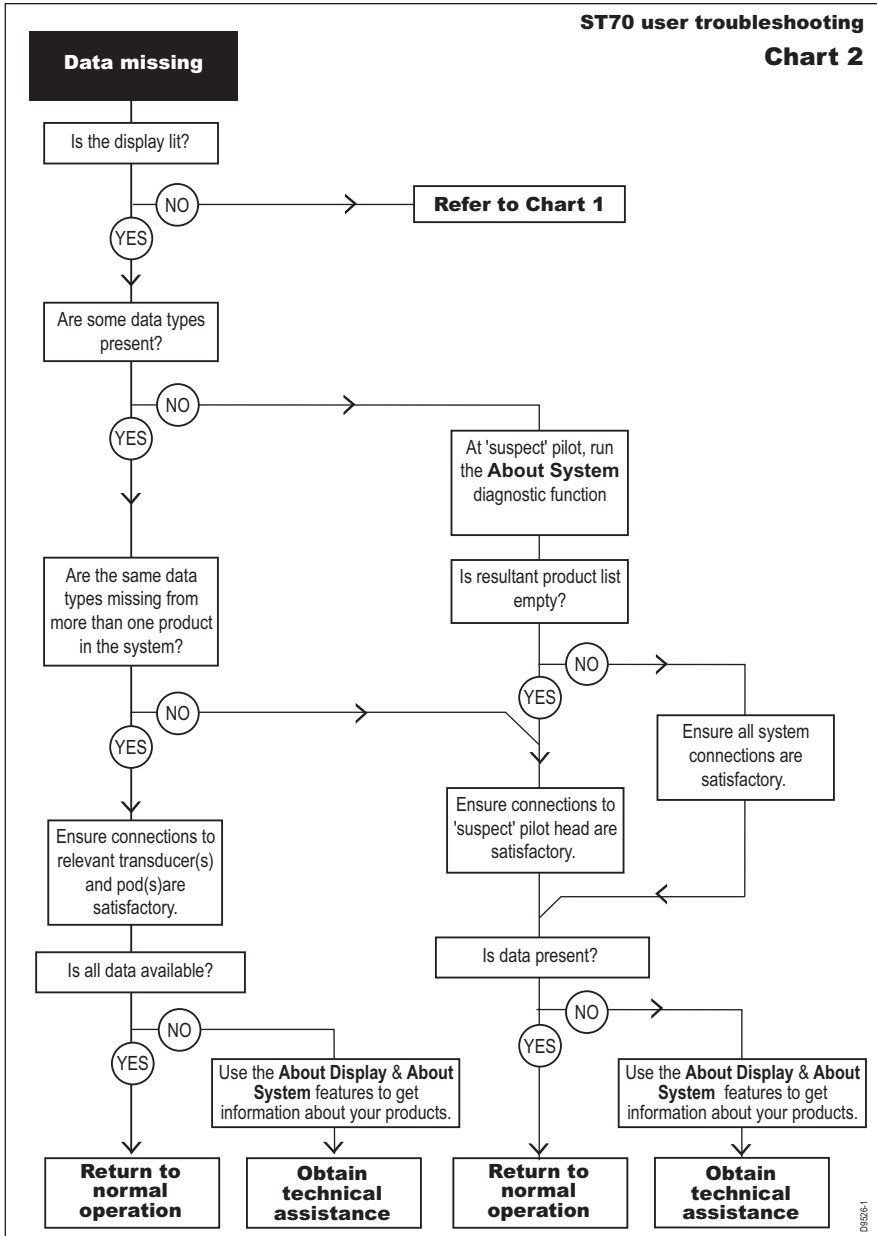 ST70 user troubleshooting
Chart 2
Data missing
Is the display lit?
NO
Refer to Chart 1
YES
Are some data types
present?
NO
YES
At 'suspect' pilot, run
the About System
diagnostic function
Are the same data
types missing from
more than one product
in the system?
Is resultant product list
empty?
NO
YES
NO
YES
Ensure all system
connections are
satisfactory.
Ensure connections to
'suspect' pilot head are
satisfactory.
Ensure connections to
relevant transducer(s)
and pod(s)are
satisfactory.
Is data present?
Is all data available?
NO
YES
NO
YES
Use the About Display & About
System features to get
information about your products.
Use the About Display & About
System features to get
information about your products.
Return to
normal
operation
Obtain
technical
assistance
Return to
normal
operation
Obtain
technical
assistance
D9526-1